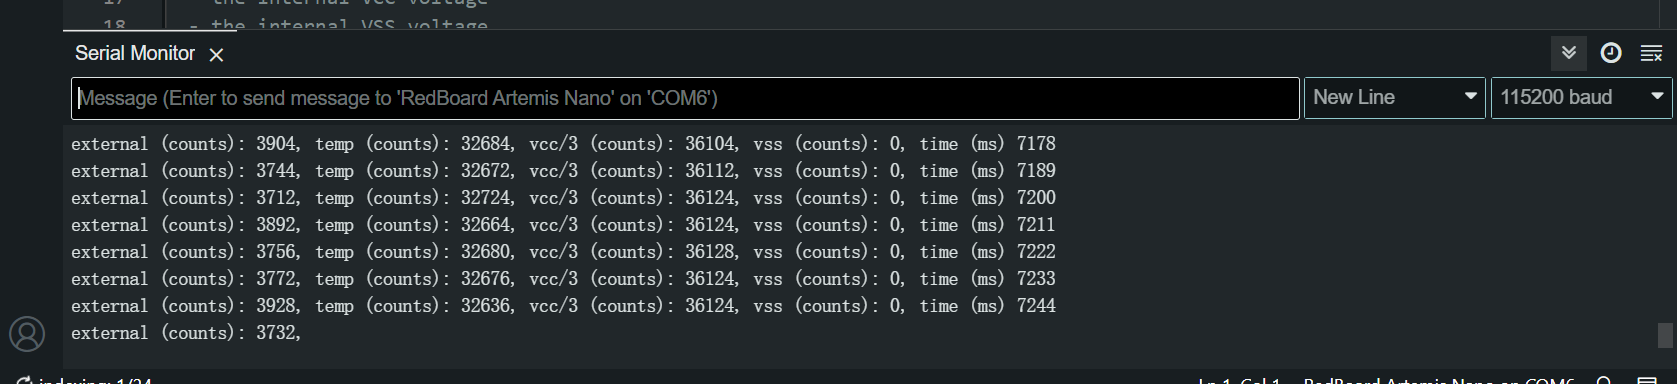 17 - the internal VCC voltage
18 - the internal VSS voltage
Serial Monitor
Message (Enter to send message to 'RedBoard Artemis Nano' on 'COM6')
New Line
115200 baud
external (counts): 3904, temp (counts): 32684, vcc/3 (counts): 36104, vss (counts): 0, time (ms) 7178
external (counts): 3744, temp (counts): 32672, vcc/3 (counts): 36112, vss (counts): 0, time (ms) 7189
external (counts): 3712, temp (counts): 32724, vcc/3 (counts): 36124, vss (counts): 0, time (ms) 7200
external (counts): 3892, temp (counts): 32664, vcc/3 (counts): 36124, vss (counts): 0, time (ms) 7211
external (counts): 3756, temp (counts): 32680, vcc/3 (counts): 36128, vss (counts): 0, time (ms) 7222
external (counts): 3772, temp (counts): 32676, vcc/3 (counts): 36124, vss (counts): 0, time (ms) 7233
external (counts): 3928, temp (counts): 32636, vcc/3 (counts): 36124, vss (counts): 0, time (ms) 7244
external (counts): 3732,
indexing: 1/24
Ln 1, Col 1
RedBoard Artemis Nano on COM6